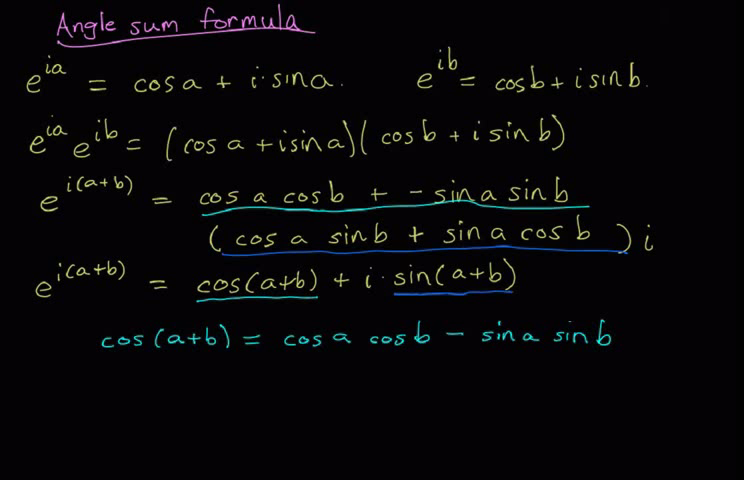 Angle sum formula
e^{ia} = cos a + i·sin a. e^{ib} = cos b + i sin b.
e^{ia} e^{ib} = (cos a + i sin a)(cos b + i sin b)
e^{i(a+b)} = cos a cos b + - sin a sin b
(cos a sin b + sin a cos b) i
e^{i(a+b)} = cos(a+b) + i· sin(a+b)
cos(a+b) = cos a cos b - sin a sin b